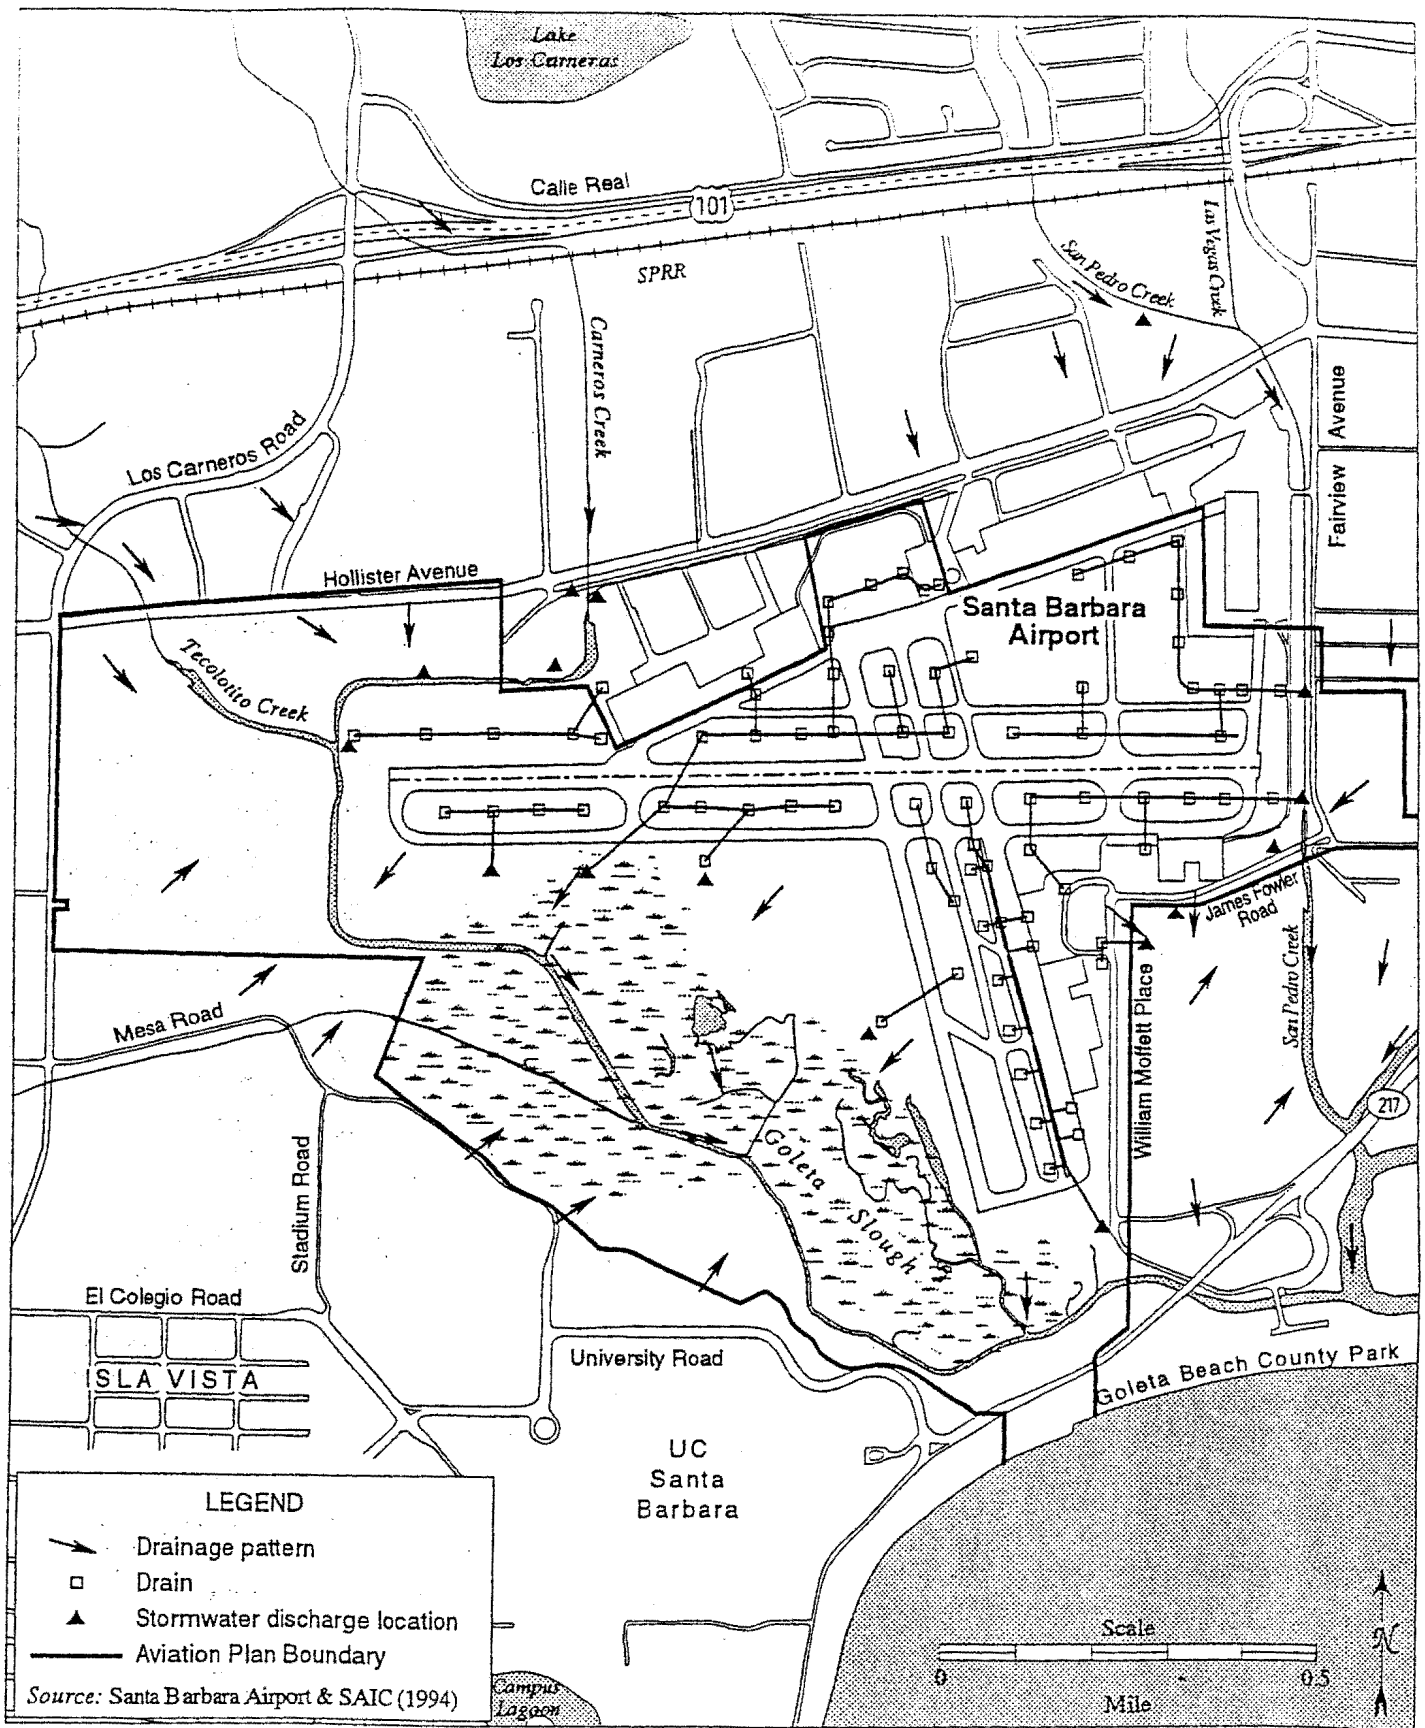 Lake
Los Carneras
Calle Real
101
SPRR
San Pedro Creek
Las Vegas Creek
Carneros Creek
Fairview Avenue
Los Carneros Road
Hollister Avenue
Santa Barbara
Airport
Tecolotito Creek
James Fowler
Road
San Pedro Creek
Mesa Road
William Moffett Place
217
Goleta Slough
Stadium Road
El Colegio Road
ISLA VISTA
University Road
Goleta Beach County Park
UC
Santa
Barbara
LEGEND
Drainage pattern
Drain
Stormwater discharge location
Aviation Plan Boundary
Source: Santa Barbara Airport & SAIC (1994)
Campus
Lagoon
Scale
0 0.5
Mile
N